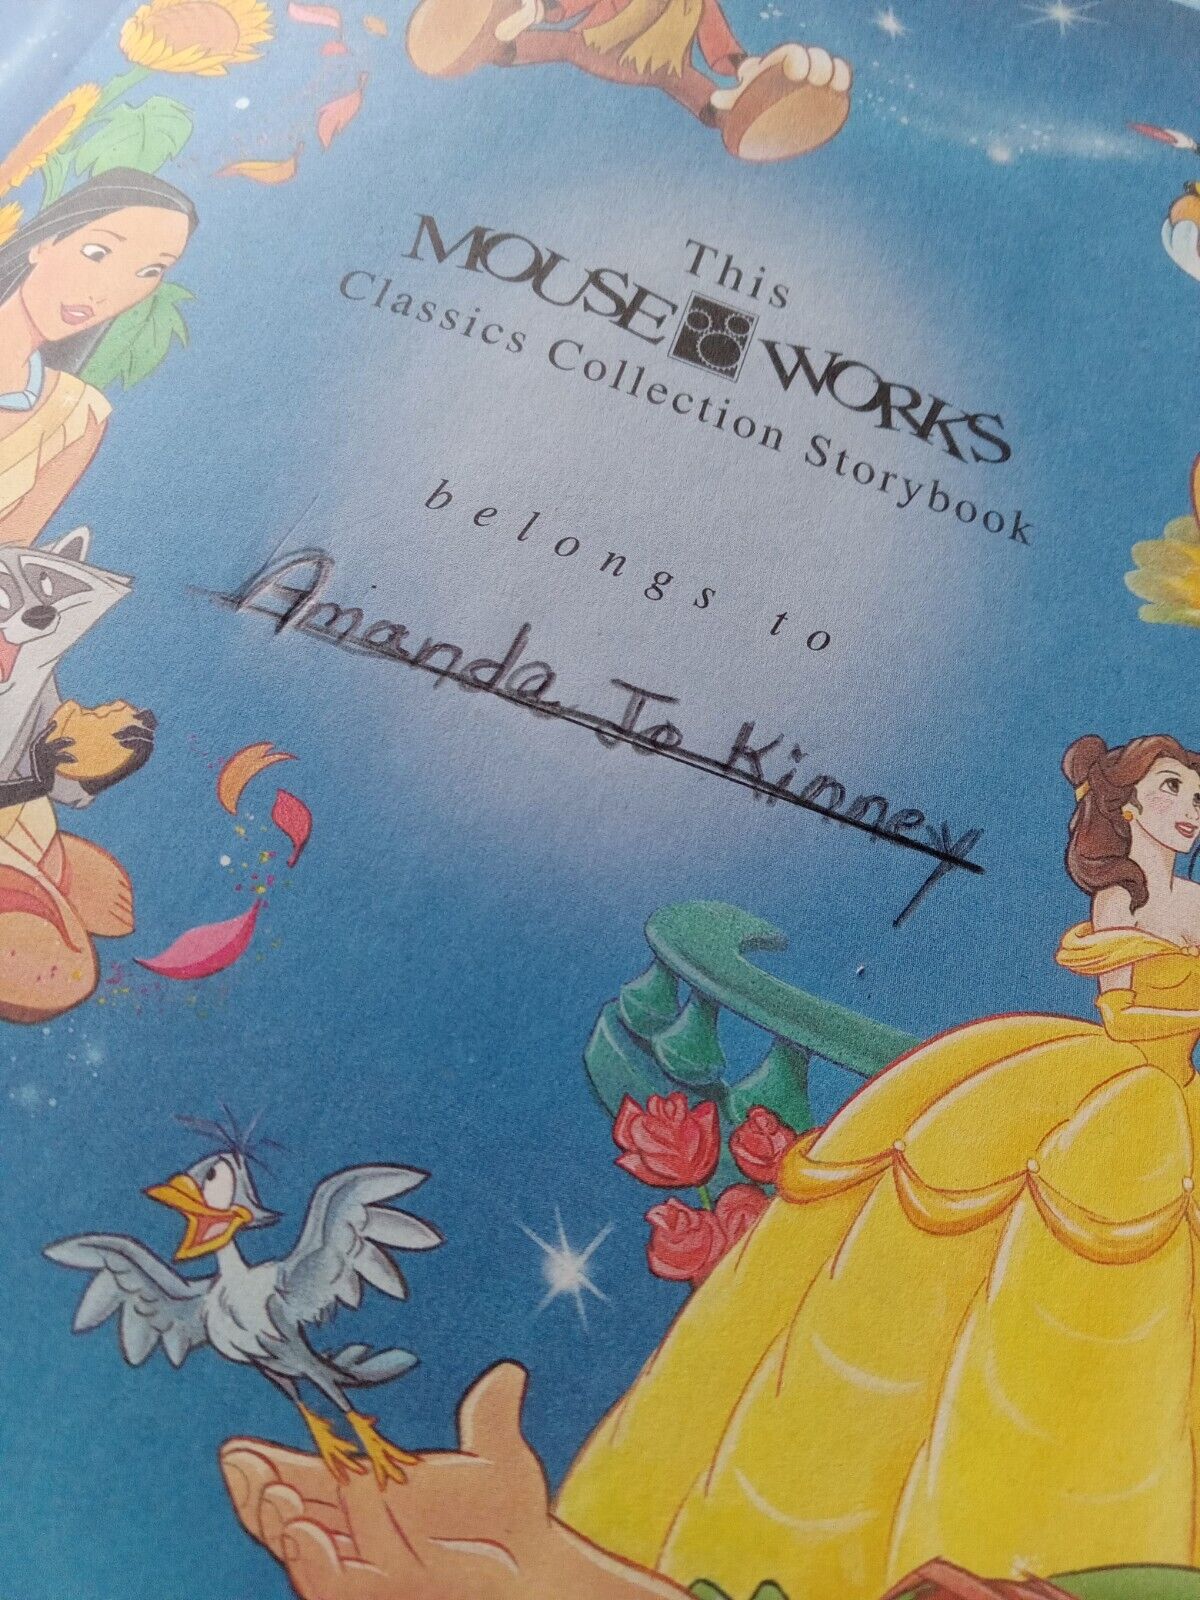 This
MOUSE WORKS
Classics Collection Storybook
belongs to
Amanda Jo Kinney